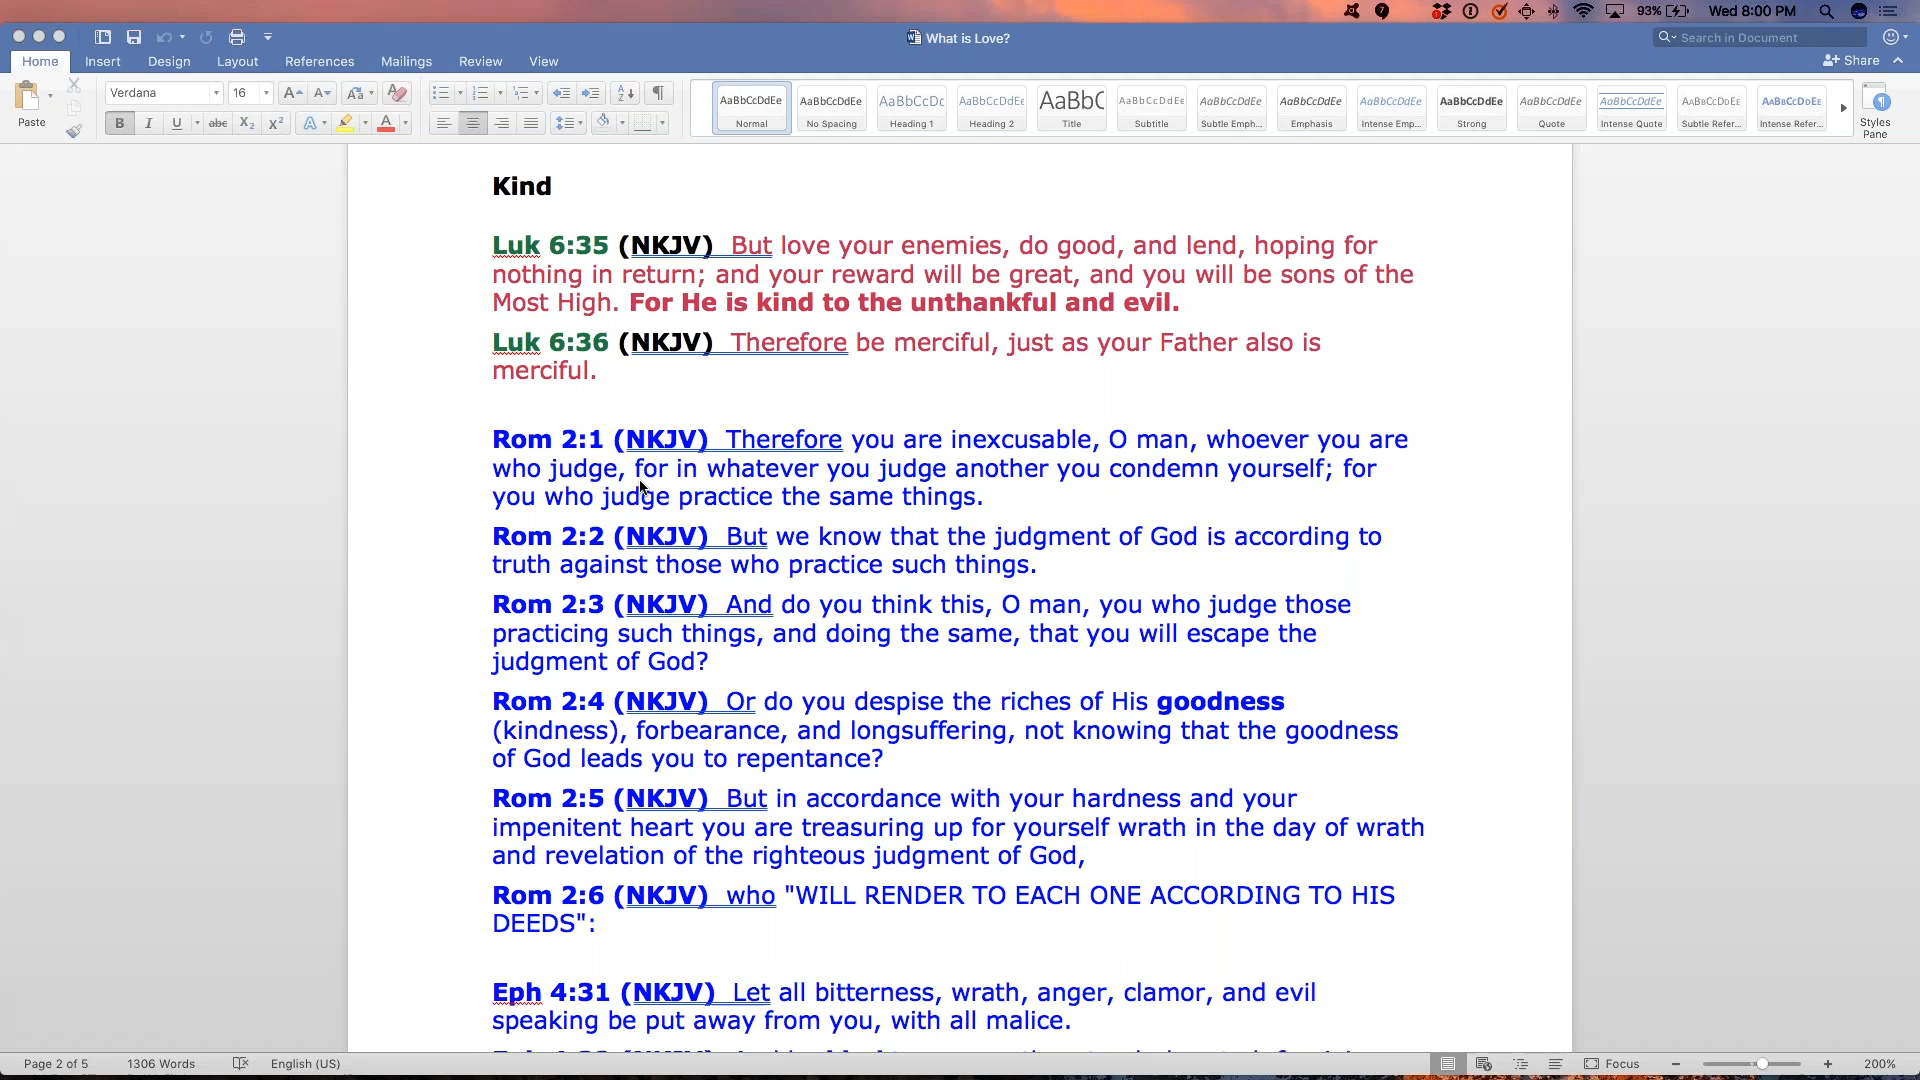 93% Wed 8:00 PM
What is Love?
Search in Document
Home Insert Design Layout References Mailings Review View
Share
Paste
Verdana 16
AaBbCcDdEe AaBbCcDdEe AaBbCcDc AaBbCcDdEe AaBbC AaBbCcDdEe AaBbCcDdEe AaBbCcDdEe AaBbCcDdEe AaBbCcDdEe AaBbCcDdEe AaBbCcDdEe AaBbCcDdEe AaBbCcDdEe
Normal No Spacing Heading 1 Heading 2 Title Subtitle Subtle Emph... Emphasis Intense Emp... Strong Quote Intense Quote Subtle Refer... Intense Refer...
Styles
Pane
Kind
Luk 6:35 (NKJV) But love your enemies, do good, and lend, hoping for
nothing in return; and your reward will be great, and you will be sons of the
Most High. For He is kind to the unthankful and evil.
Luk 6:36 (NKJV) Therefore be merciful, just as your Father also is
merciful.
Rom 2:1 (NKJV) Therefore you are inexcusable, O man, whoever you are
who judge, for in whatever you judge another you condemn yourself; for
you who judge practice the same things.
Rom 2:2 (NKJV) But we know that the judgment of God is according to
truth against those who practice such things.
Rom 2:3 (NKJV) And do you think this, O man, you who judge those
practicing such things, and doing the same, that you will escape the
judgment of God?
Rom 2:4 (NKJV) Or do you despise the riches of His goodness
(kindness), forbearance, and longsuffering, not knowing that the goodness
of God leads you to repentance?
Rom 2:5 (NKJV) But in accordance with your hardness and your
impenitent heart you are treasuring up for yourself wrath in the day of wrath
and revelation of the righteous judgment of God,
Rom 2:6 (NKJV) who "WILL RENDER TO EACH ONE ACCORDING TO HIS
DEEDS":
Eph 4:31 (NKJV) Let all bitterness, wrath, anger, clamor, and evil
speaking be put away from you, with all malice.
Page 2 of 5 1306 Words English (US) Focus 200%